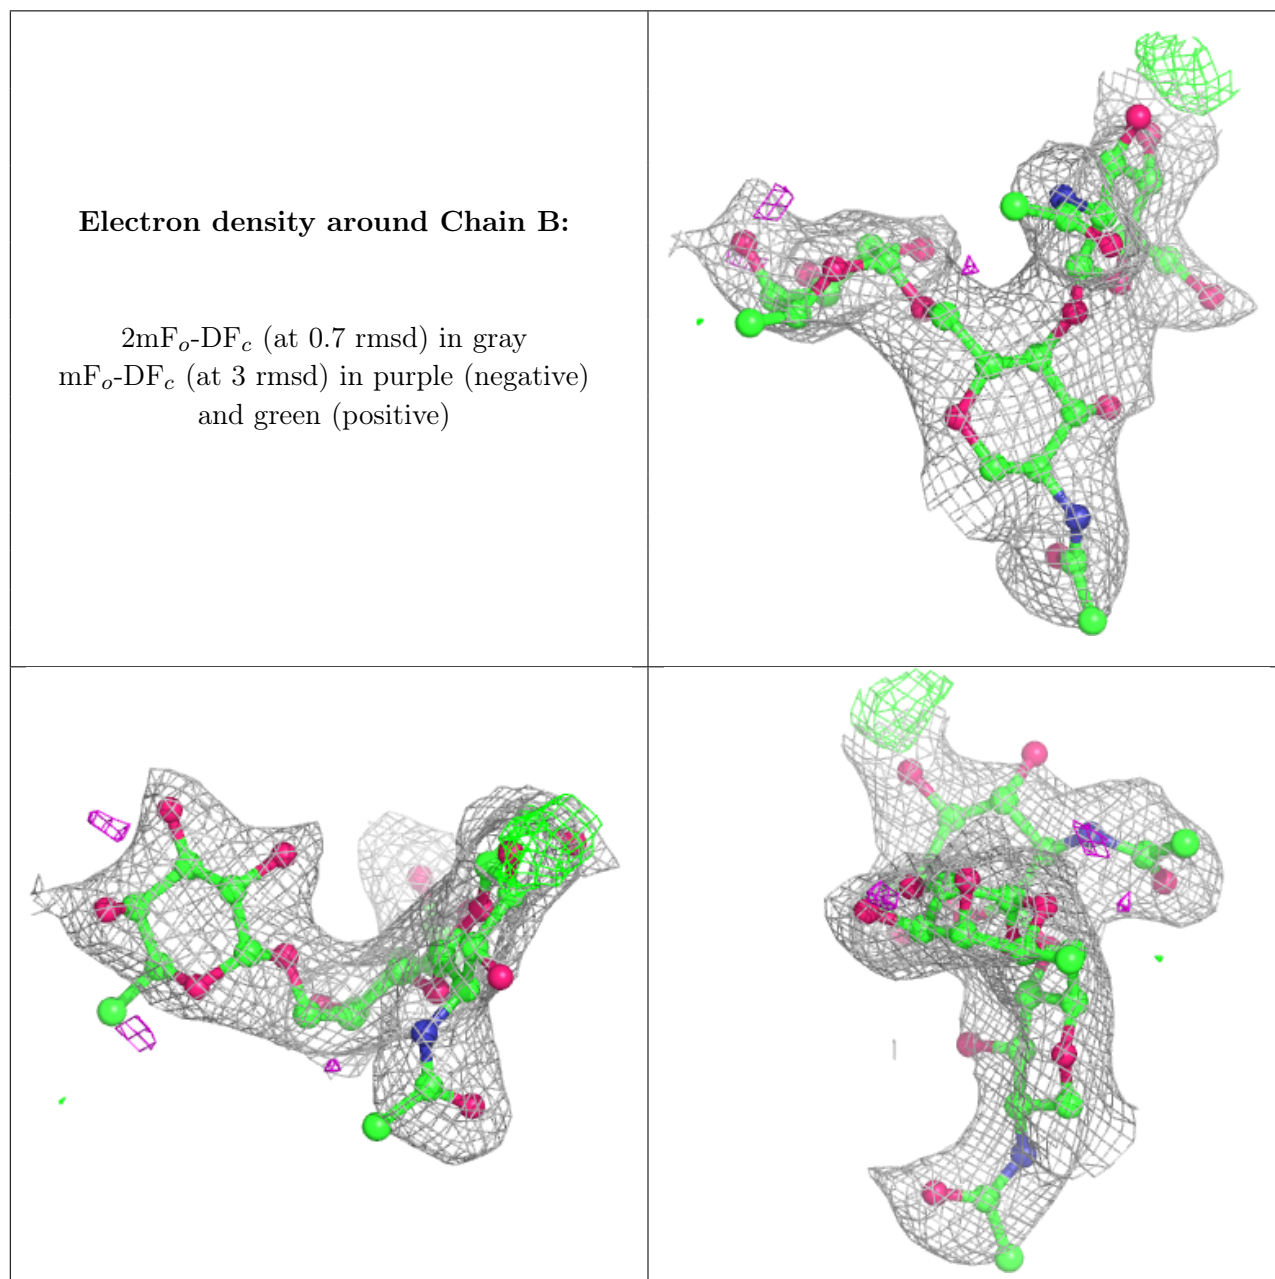 Electron density around Chain B:
2mFo-DFc (at 0.7 rmsd) in gray
mFo-DFc (at 3 rmsd) in purple (negative)
and green (positive)